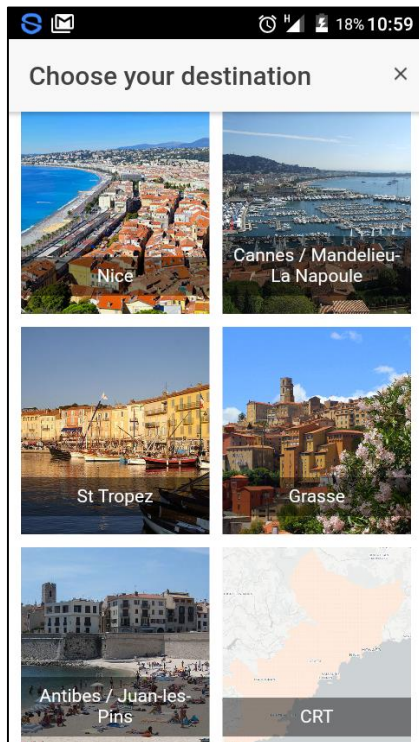 H
18% 10:59
Choose your destination ×
Nice
Cannes / Mandelieu-
La Napoule
St Tropez
Grasse
Antibes / Juan-les-
Pins
CRT